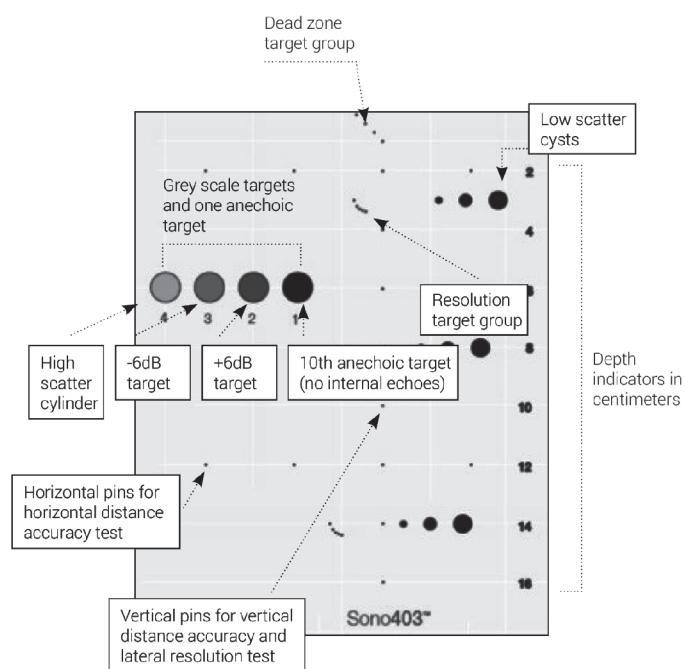 Dead zone
target group
Low scatter
cysts
2
Grey scale targets
and one anechoic
target
4
4
3
2
1
6
Resolution
target group
High
scatter
cylinder
-6dB
target
+6dB
target
10th anechoic target
(no internal echoes)
8
Depth
indicators in
centimeters
10
12
Horizontal pins for
horizontal distance
accuracy test
14
16
Vertical pins for vertical
distance accuracy and
lateral resolution test
Sono403™